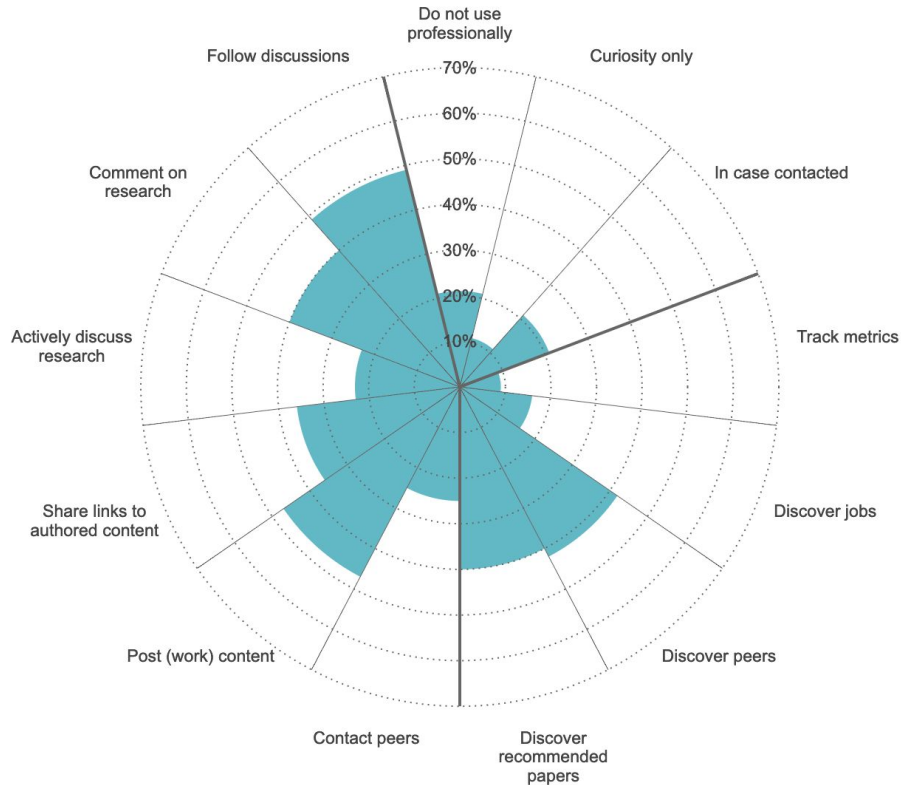 Do not use
professionally
Curiosity only
In case contacted
Track metrics
Discover jobs
Discover peers
Discover
recommended
papers
Contact peers
Post (work) content
Share links to
authored content
Actively discuss
research
Comment on
research
Follow discussions
70%
60%
50%
40%
30%
20%
10%